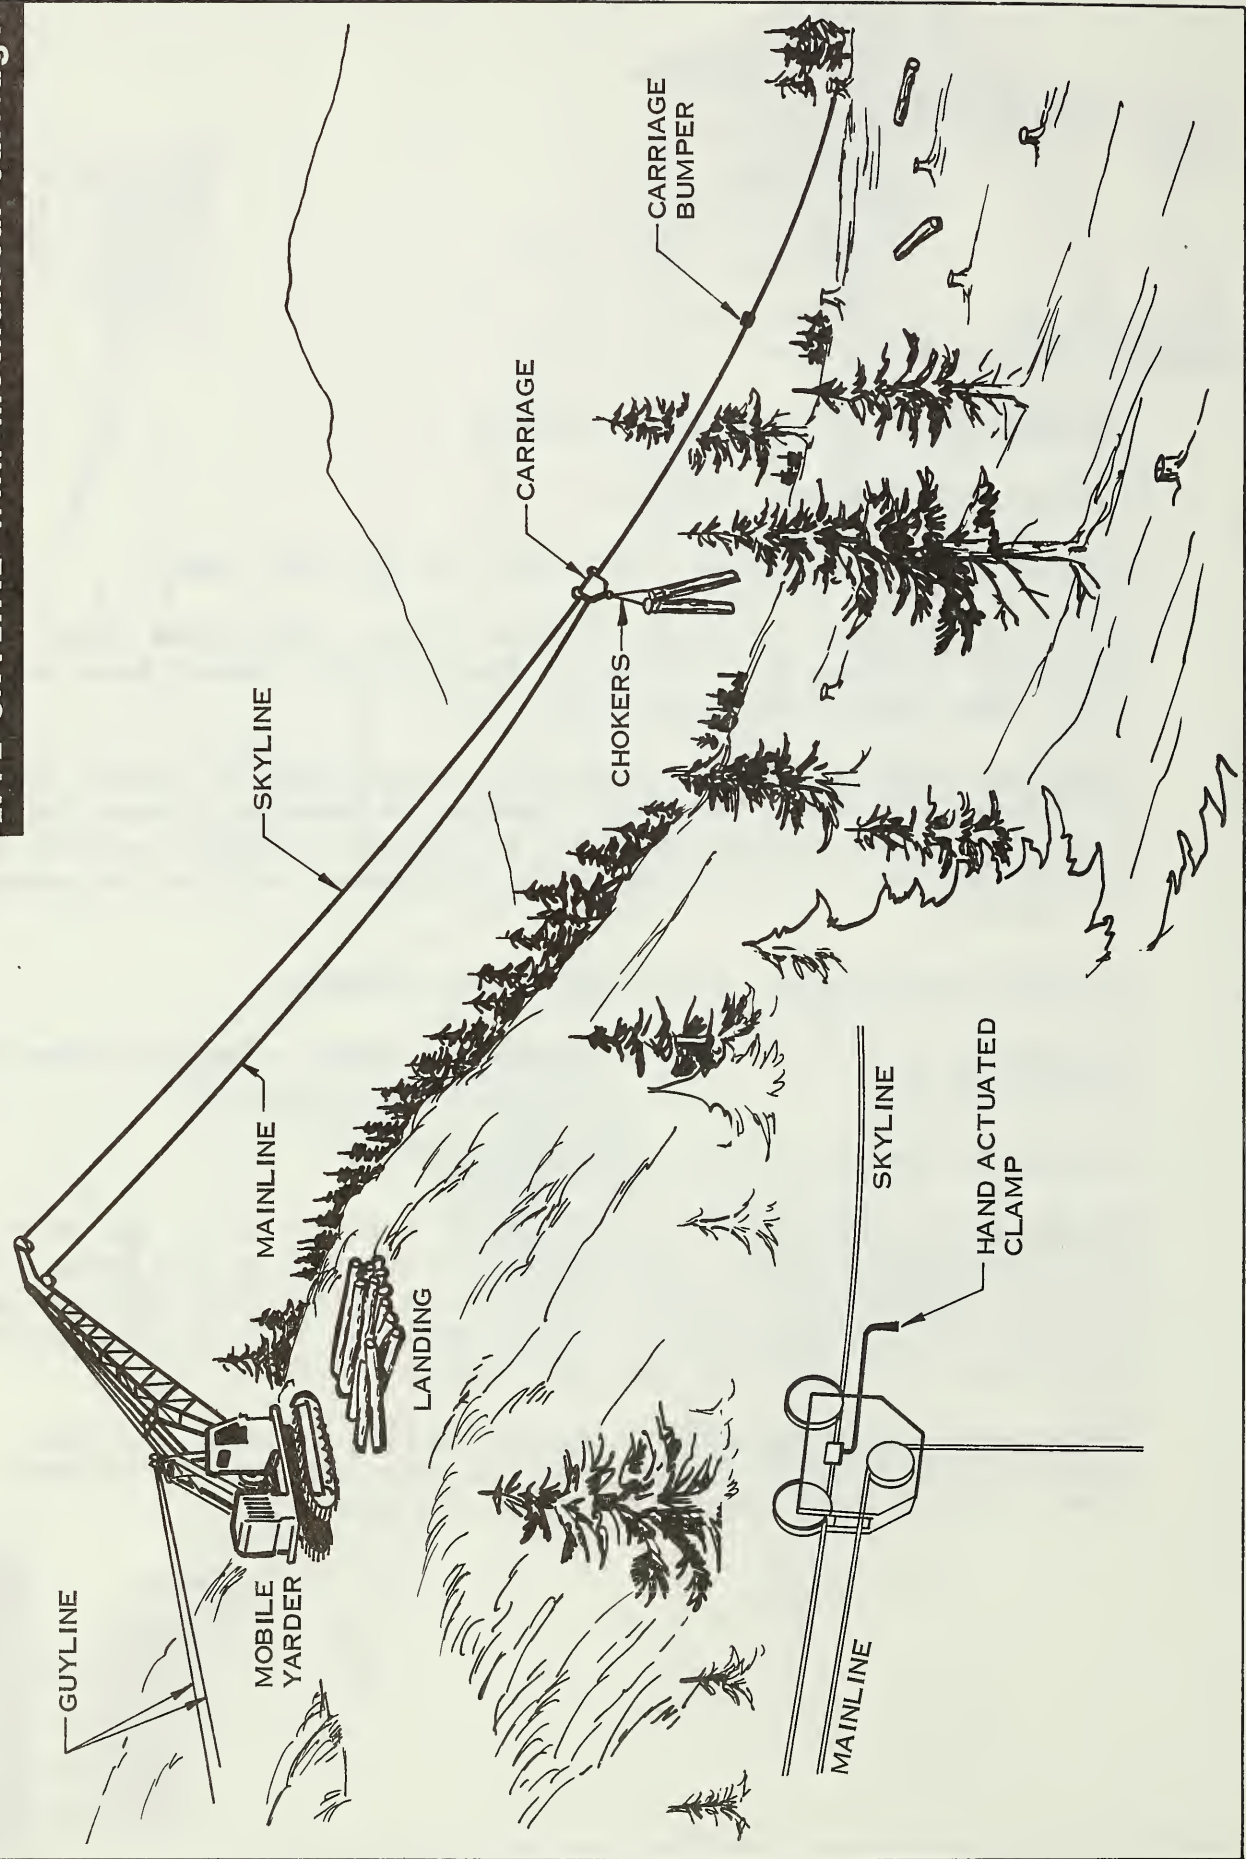 GUYLINE
MOBILE
YARDER
MAINLINE
SKYLINE
LANDING
CARRIAGE
CHOKERS
CARRIAGE
BUMPER
MAINLINE
SKYLINE
HAND ACTUATED
CLAMP